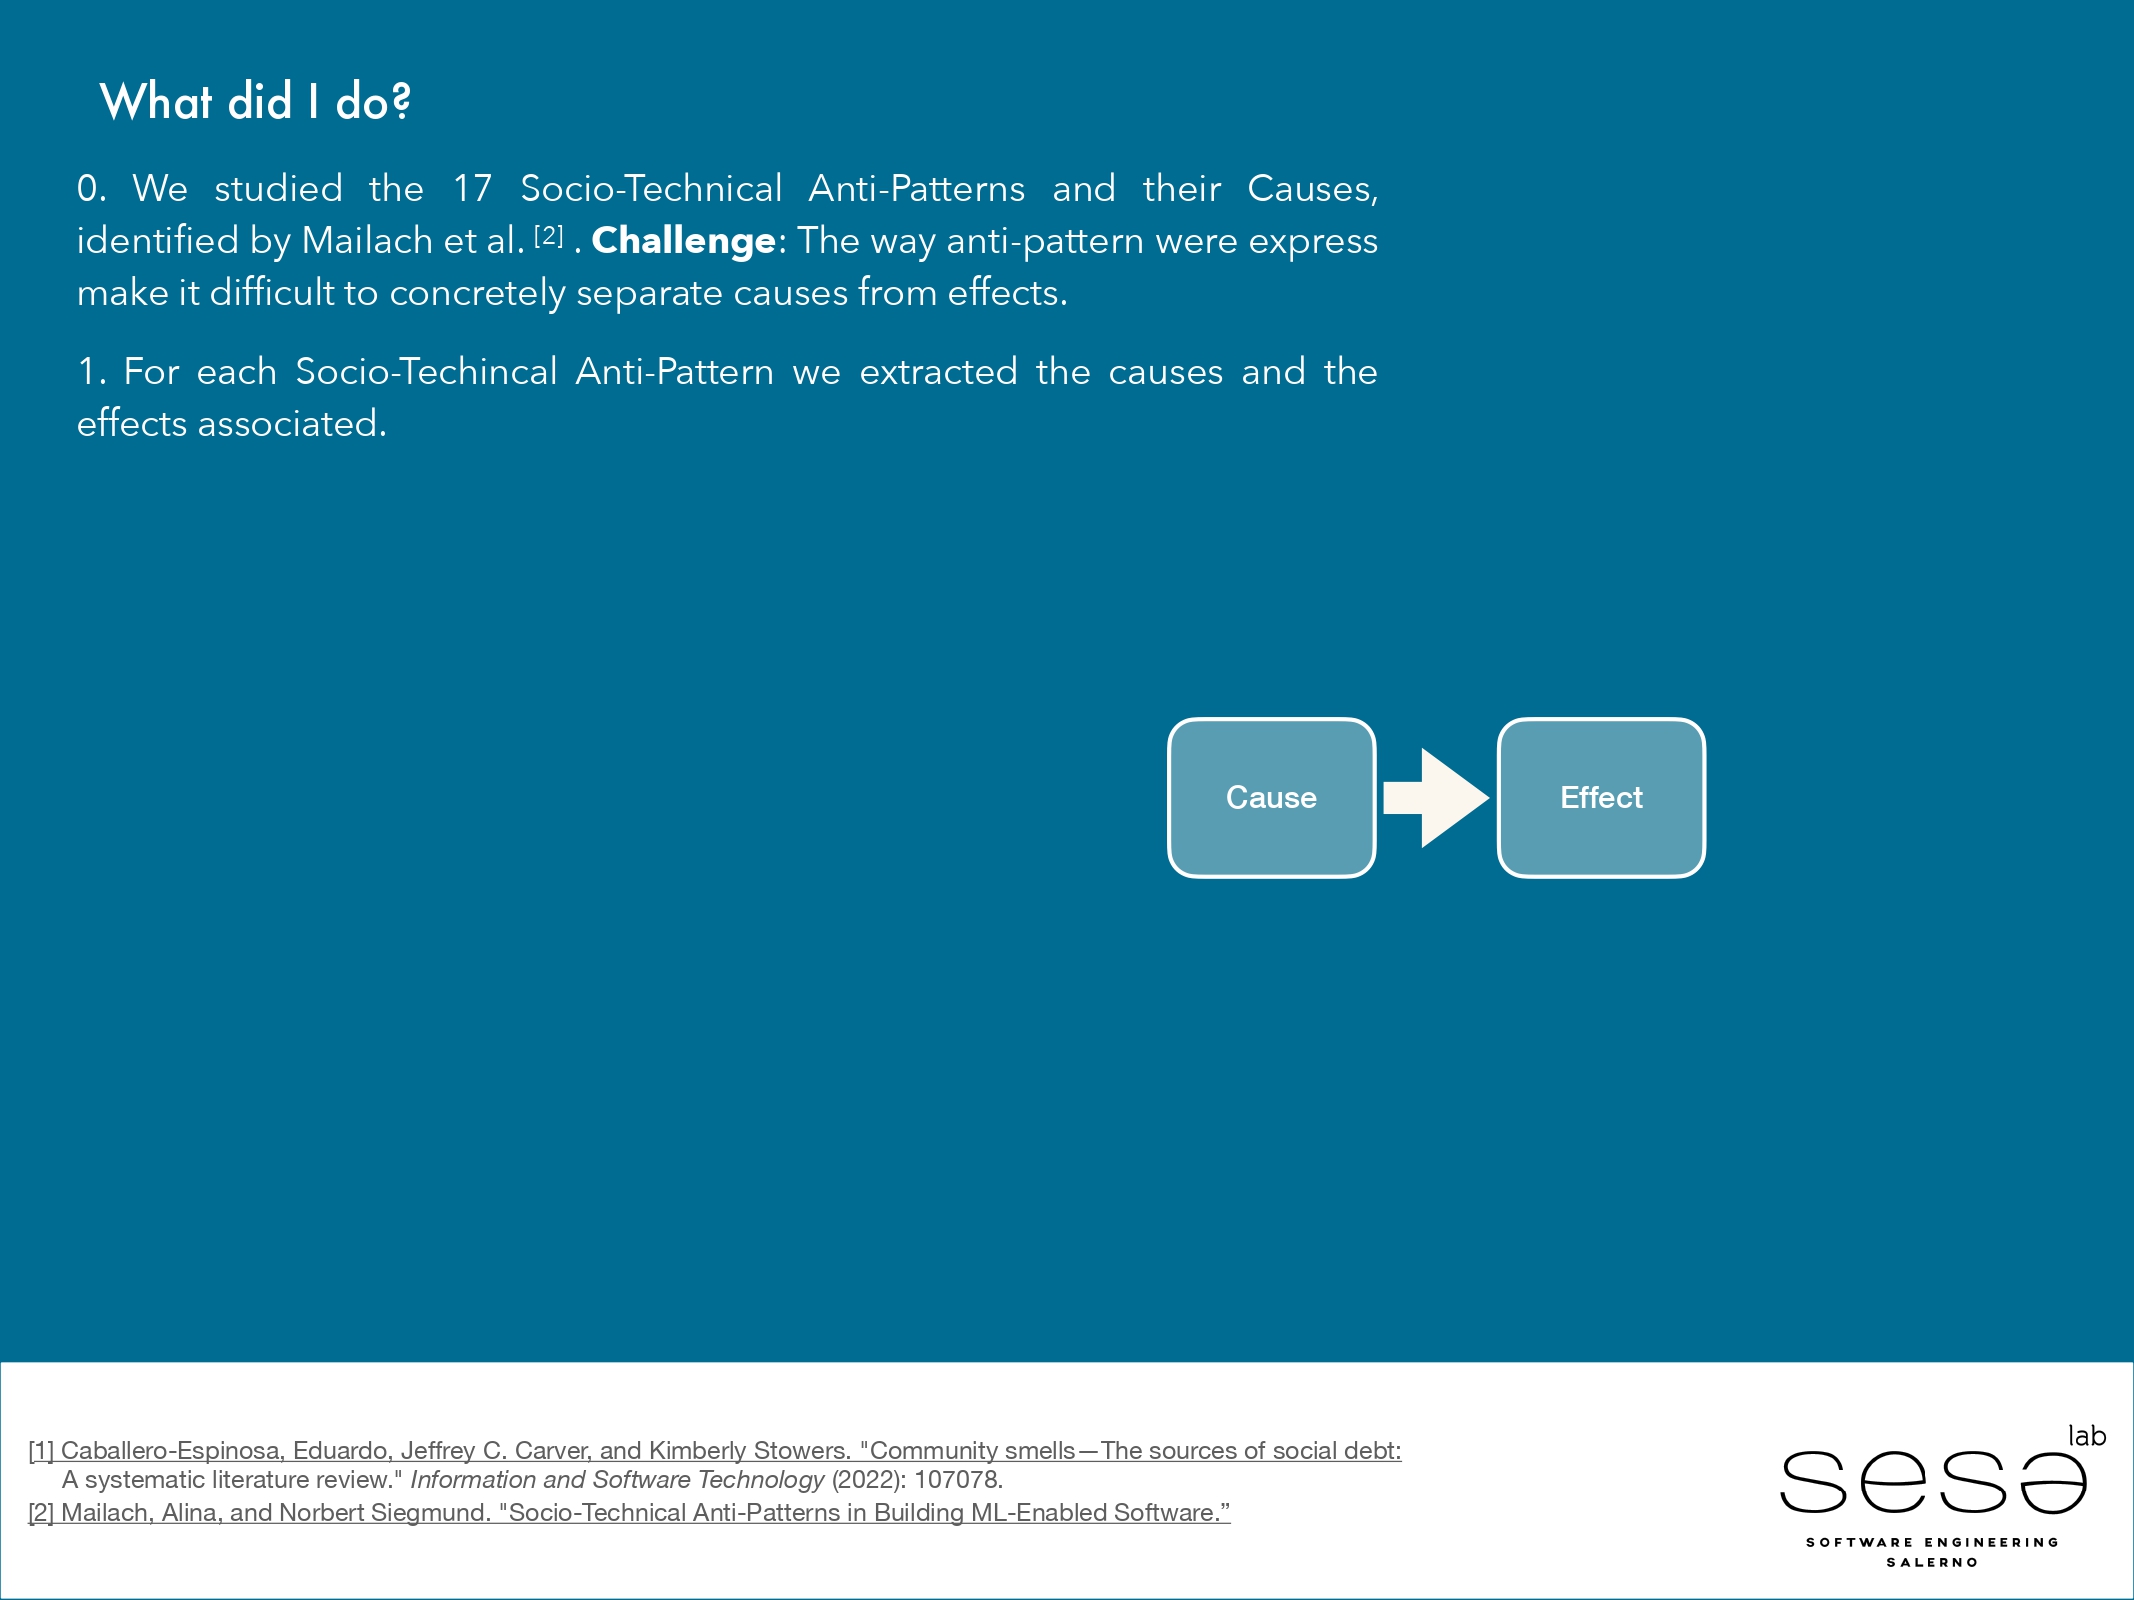 What did I do?
0. We studied the 17 Socio-Technical Anti-Patterns and their Causes,
identified by Mailach et al. [2] . Challenge: The way anti-pattern were express
make it difficult to concretely separate causes from effects.
1. For each Socio-Techincal Anti-Pattern we extracted the causes and the
effects associated.
Cause
Effect
[1] Caballero-Espinosa, Eduardo, Jeffrey C. Carver, and Kimberly Stowers. "Community smells—The sources of social debt:
A systematic literature review." Information and Software Technology (2022): 107078.
[2] Mailach, Alina, and Norbert Siegmund. "Socio-Technical Anti-Patterns in Building ML-Enabled Software.”
lab
sesa
SOFTWARE ENGINEERING
SALERNO